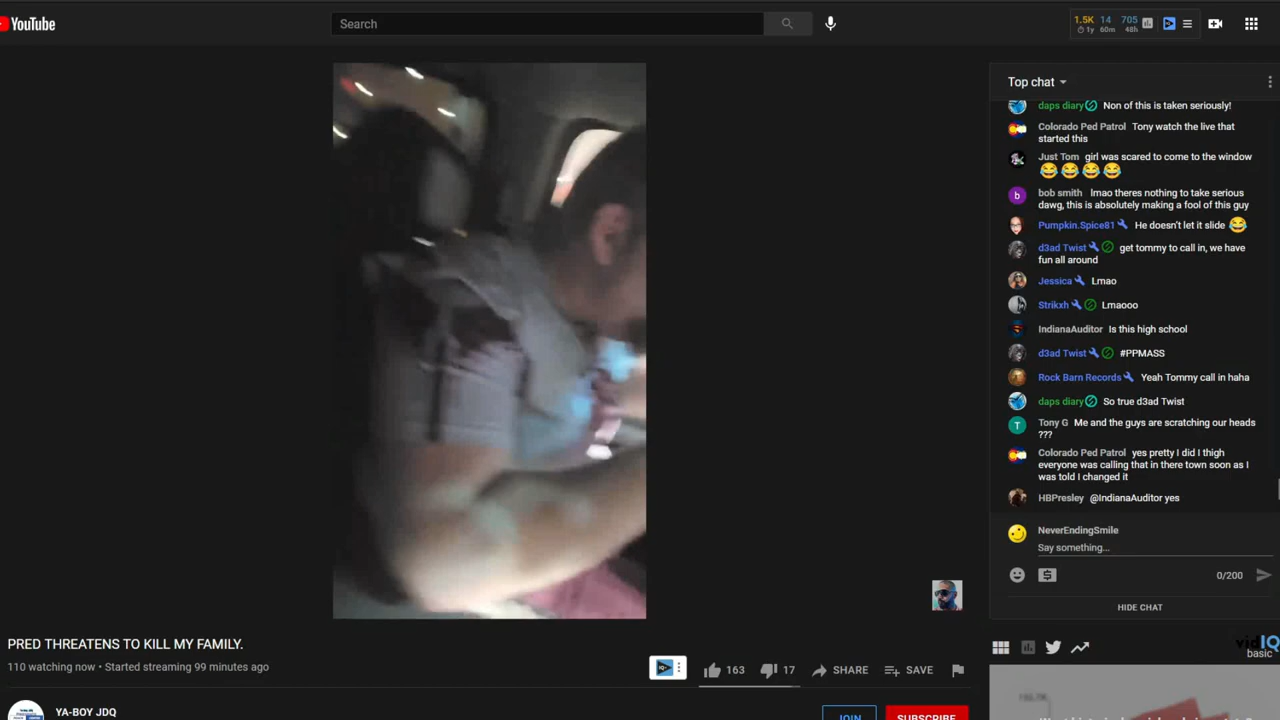 YouTube
Search
1.5K 14 705
1y 60m 48h
Top chat
daps diary Non of this is taken seriously!
Colorado Ped Patrol Tony watch the live that
started this
Just Tom girl was scared to come to the window
😂😂😂😂
bob smith lmao theres nothing to take serious
dawg, this is absolutely making a fool of this guy
Pumpkin.Spice81 He doesn't let it slide 😂
d3ad Twist get tommy to call in, we have
fun all around
Jessica Lmao
Strikxh Lmaooo
IndianaAuditor Is this high school
d3ad Twist #PPMASS
Rock Barn Records Yeah Tommy call in haha
daps diary So true d3ad Twist
Tony G Me and the guys are scratching our heads
???
Colorado Ped Patrol yes pretty I did I thigh
everyone was calling that in there town soon as I
was told I changed it
HBPresley @IndianaAuditor yes
NeverEndingSmile
Say something...
0/200
HIDE CHAT
PRED THREATENS TO KILL MY FAMILY.
110 watching now • Started streaming 99 minutes ago
163 17 SHARE SAVE
vidIQ
basic
YA-BOY JDQ
JOIN SUBSCRIBE